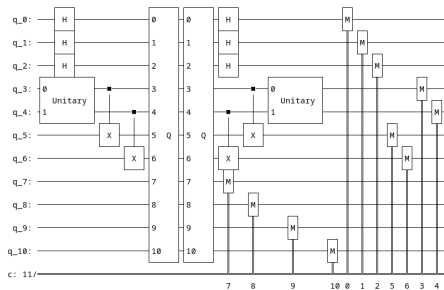 q_0: H 0 0 H M
q_1: H 1 1 H M
q_2: H 2 2 H M
q_3: 0 3 3 0 M
Unitary Unitary
q_4: 1 4 4 1 M
q_5: X 5 Q 5 Q X M
q_6: X 6 6 X M
q_7: 7 7 M
q_8: 8 8 M
q_9: 9 9 M
q_10: 10 10 M
c: 11/
7 8 9 10 0 1 2 5 6 3 4